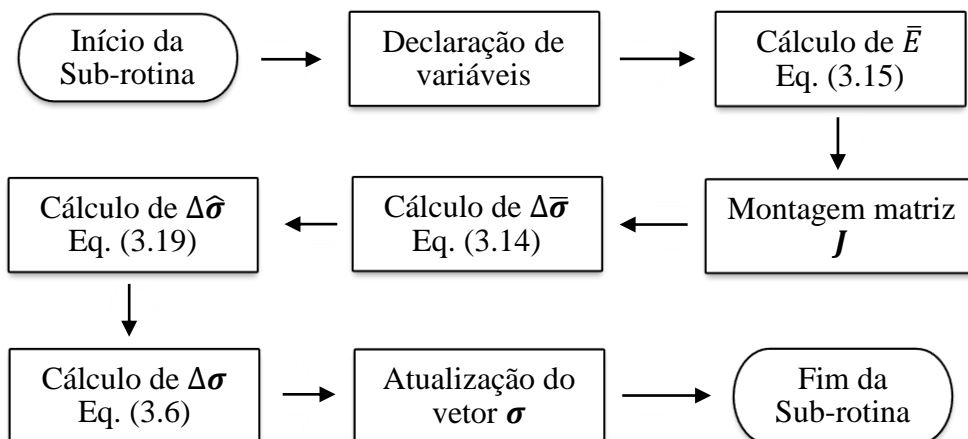 Início da
Sub-rotina
Declaração de
variáveis
Cálculo de E̅
Eq. (3.15)
Montagem matriz
J
Cálculo de Δσ̅
Eq. (3.14)
Cálculo de Δσ̂
Eq. (3.19)
Cálculo de Δσ
Eq. (3.6)
Atualização do
vetor σ
Fim da
Sub-rotina